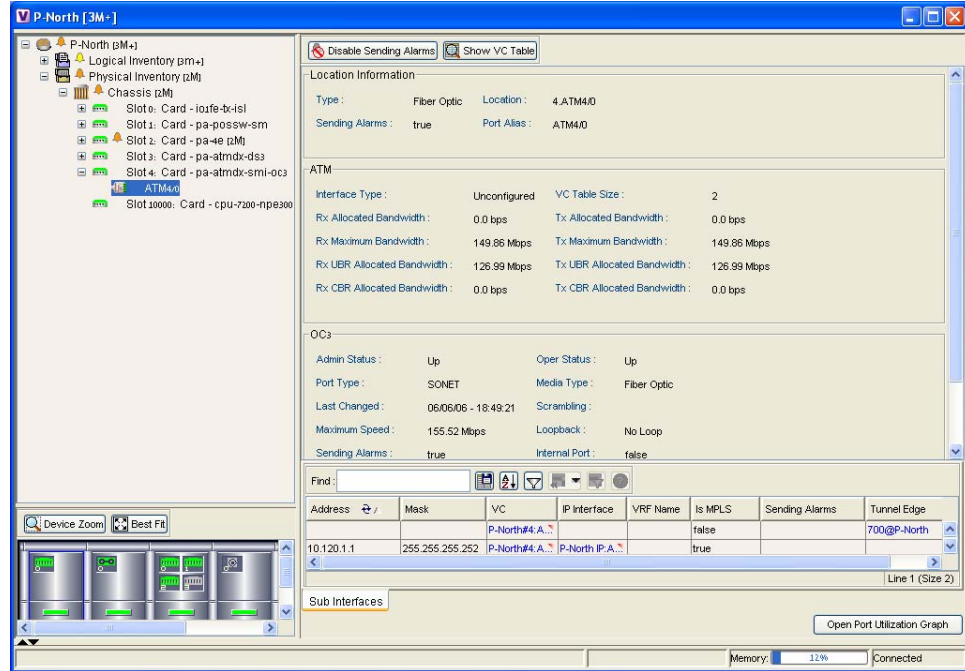 P-North [3M+]
P-North [3M+]
Logical Inventory [3m+]
Physical Inventory [2M]
Chassis [2M]
Slot 0: Card - io1fe-tx-isl
Slot 1: Card - pa-possw-sm
Slot 2: Card - pa-4e [2M]
Slot 3: Card - pa-atmdx-ds3
Slot 4: Card - pa-atmdx-smi-oc3
ATM4/0
Slot 10000: Card - cpu-7200-npe300
Device Zoom Best Fit
Disable Sending Alarms Show VC Table
Location Information
Type : Fiber Optic Location : 4.ATM4/0
Sending Alarms : true Port Alias : ATM4/0
ATM
Interface Type : Unconfigured VC Table Size : 2
Rx Allocated Bandwidth : 0.0 bps Tx Allocated Bandwidth : 0.0 bps
Rx Maximum Bandwidth : 149.86 Mbps Tx Maximum Bandwidth : 149.86 Mbps
Rx UBR Allocated Bandwidth : 126.99 Mbps Tx UBR Allocated Bandwidth : 126.99 Mbps
Rx CBR Allocated Bandwidth : 0.0 bps Tx CBR Allocated Bandwidth : 0.0 bps
OC3
Admin Status : Up Oper Status : Up
Port Type : SONET Media Type : Fiber Optic
Last Changed : 06/06/06 - 18:49:21 Scrambling :
Maximum Speed : 155.52 Mbps Loopback : No Loop
Sending Alarms : true Internal Port : false
Find :
Address Mask VC IP Interface VRF Name Is MPLS Sending Alarms Tunnel Edge
P-North#4:A... false 700@P-North
10.120.1.1 255.255.255.252 P-North#4:A... P-North IP:A... true
Line 1 (Size 2)
Sub Interfaces
Open Port Utilization Graph
Memory: 12% Connected